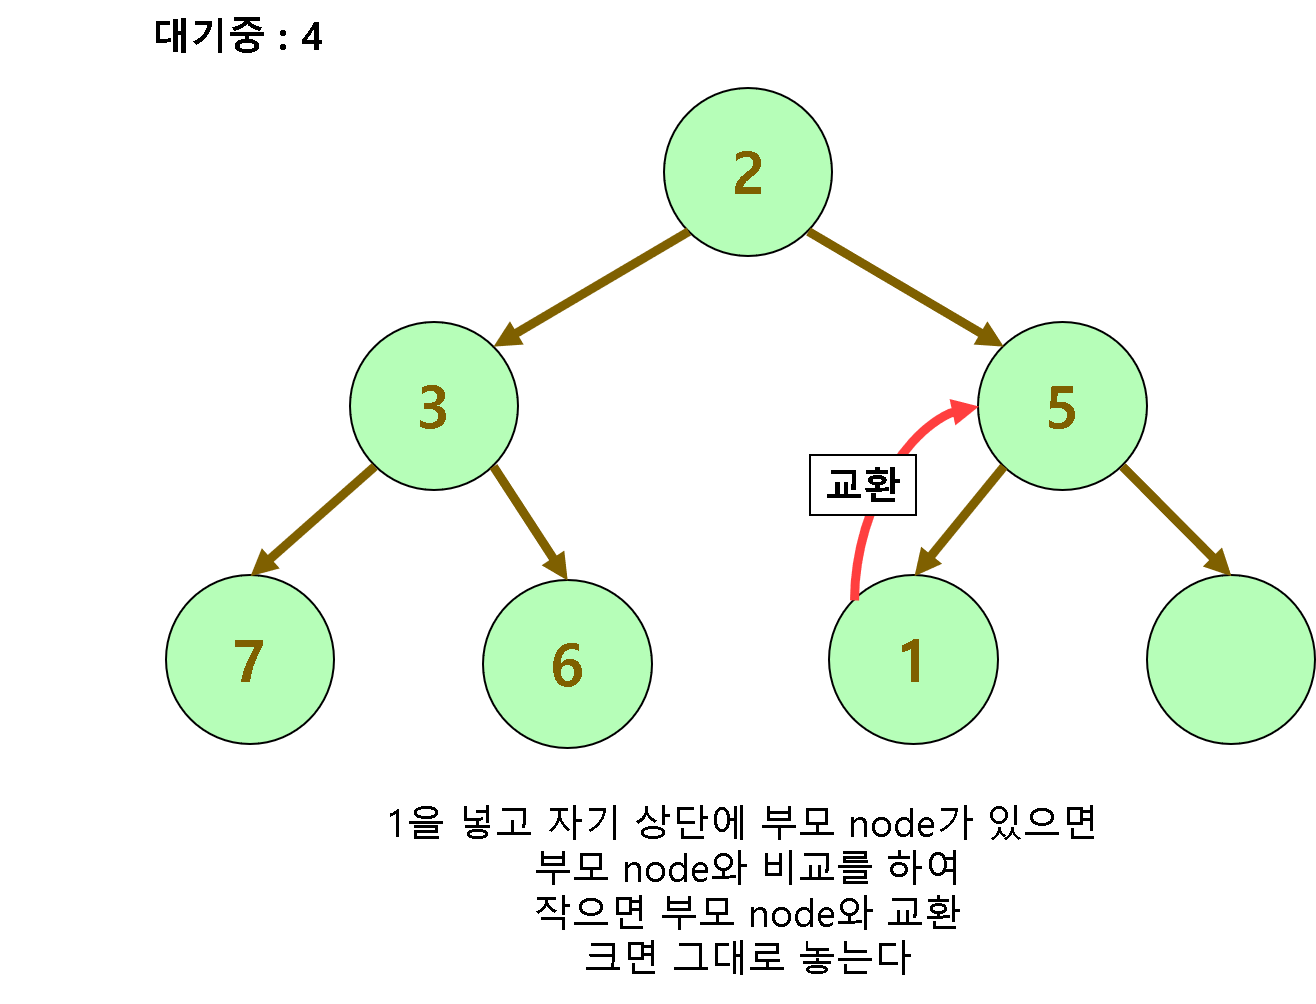 대기중 : 4
2
3
5
교환
7
6
1
1을 넣고 자기 상단에 부모 node가 있으면
부모 node와 비교를 하여
작으면 부모 node와 교환
크면 그대로 놓는다